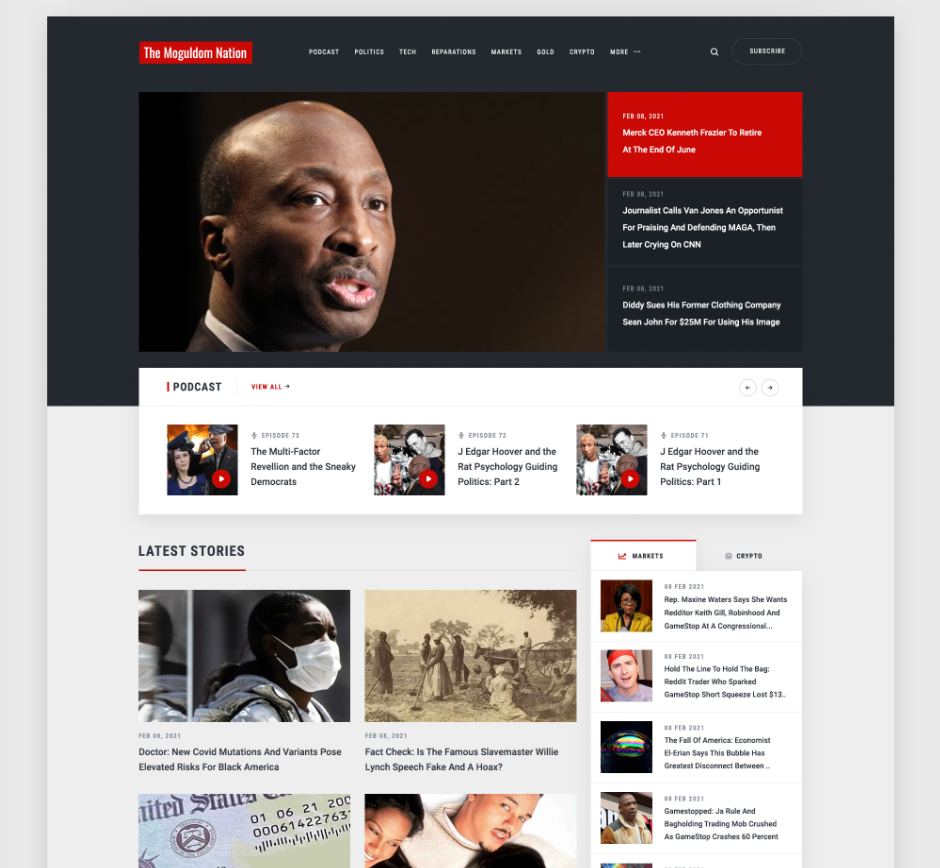 The Moguldom Nation
PODCAST POLITICS TECH REPARATIONS MARKETS GOLD CRYPTO MORE ···
SUBSCRIBE
FEB 08, 2021
Merck CEO Kenneth Frazier To Retire
At The End Of June
FEB 08, 2021
Journalist Calls Van Jones An Opportunist
For Praising And Defending MAGA, Then
Later Crying On CNN
FEB 08, 2021
Diddy Sues His Former Clothing Company
Sean John For $25M For Using His Image
PODCAST
VIEW ALL →
EPISODE 73
The Multi-Factor
Revellion and the Sneaky
Democrats
EPISODE 72
J Edgar Hoover and the
Rat Psychology Guiding
Politics: Part 2
EPISODE 71
J Edgar Hoover and the
Rat Psychology Guiding
Politics: Part 1
LATEST STORIES
FEB 08, 2021
Doctor: New Covid Mutations And Variants Pose
Elevated Risks For Black America
FEB 08, 2021
Fact Check: Is The Famous Slavemaster Willie
Lynch Speech Fake And A Hoax?
MARKETS
CRYPTO
08 FEB 2021
Rep. Maxine Waters Says She Wants
Redditor Keith Gill, Robinhood And
GameStop At A Congressional...
08 FEB 2021
Hold The Line To Hold The Bag:
Reddit Trader Who Sparked
GameStop Short Squeeze Lost $13..
08 FEB 2021
The Fall Of America: Economist
El-Erian Says This Bubble Has
Greatest Disconnect Between ..
08 FEB 2021
Gamestopped: Ja Rule And
Bagholding Trading Mob Crushed
As GameStop Crashes 60 Percent